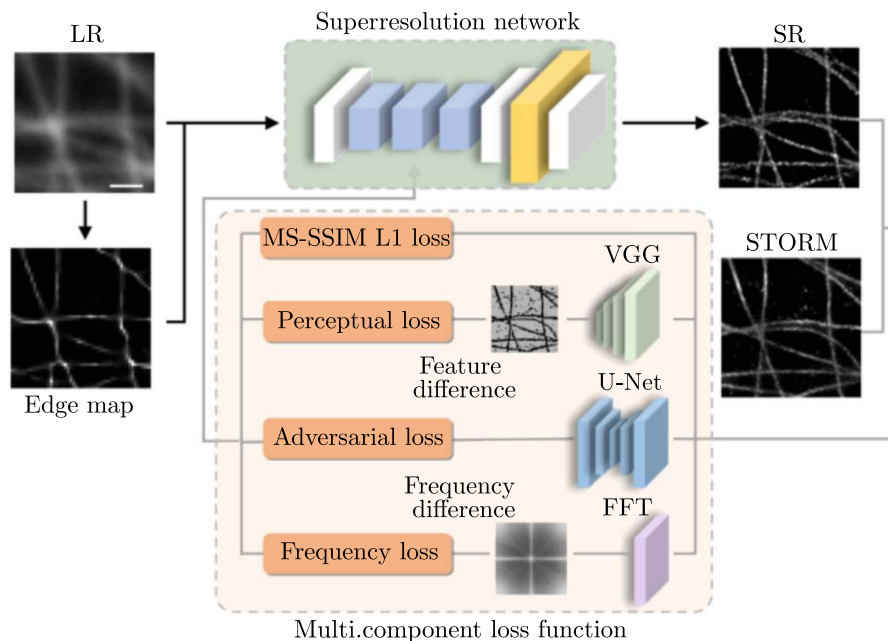 Superresolution network
LR
SR
MS-SSIM L1 loss
VGG
STORM
Perceptual loss
Feature
difference
U-Net
Edge map
Adversarial loss
Frequency
difference
FFT
Frequency loss
Multi.component loss function